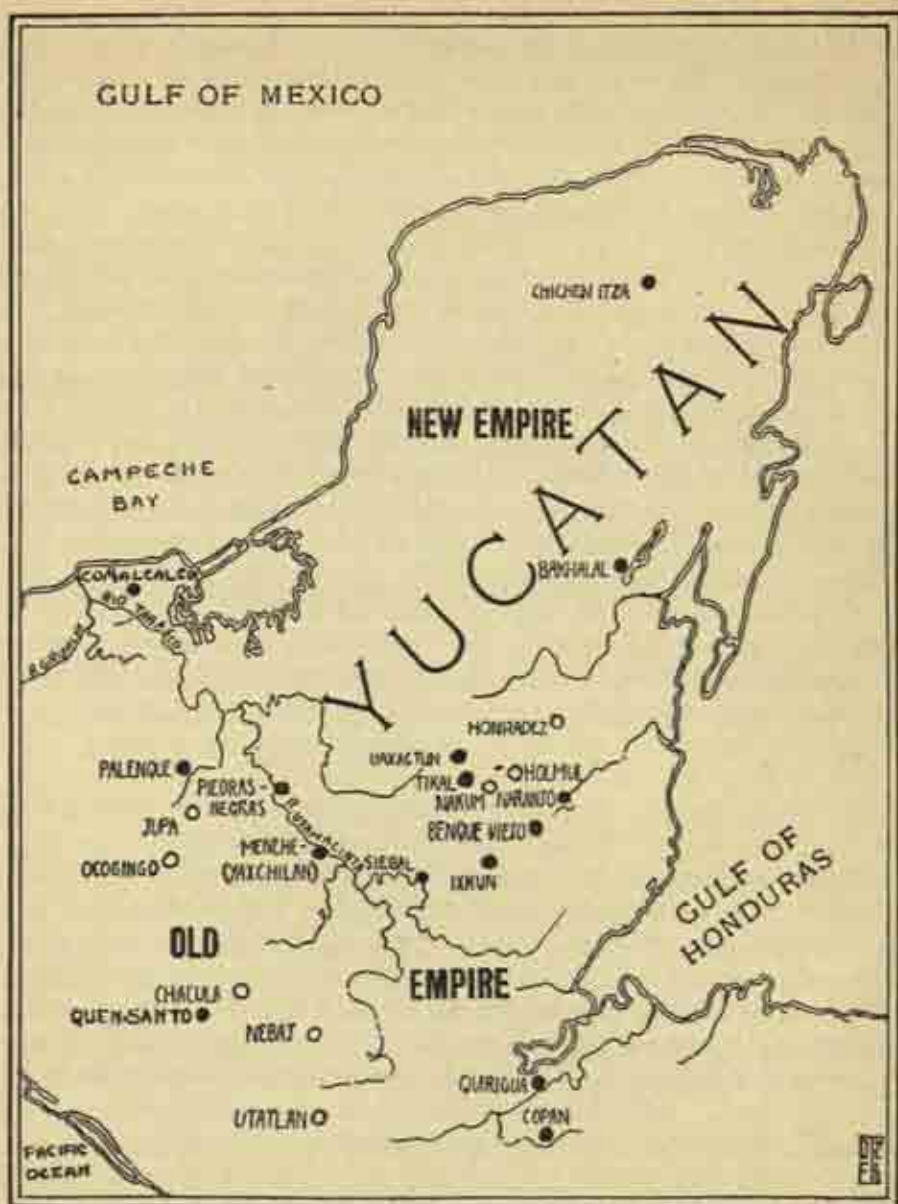 GULF OF MEXICO
CHICHEN ITZA
YUCATAN
NEW EMPIRE
CAMPECHE
BAY
BAKHALAL
COMALCALCO
HONRADEZ
UAXACTUN
HOLMUL
TIKAL
NAKUM NARANJO
PALENQUE
PIEDRAS-
NEGRAS
JUPA
BENQUE VIEJO
MENCHE-
(YAXCHILAN)
SIEBAL
OCOGINGO
IXKUN
GULF OF
HONDURAS
OLD
EMPIRE
CHACULA
QUEN-SANTO
NEBAJ
QUIRIGUA
UTATLAN
COPAN
PACIFIC
OCEAN